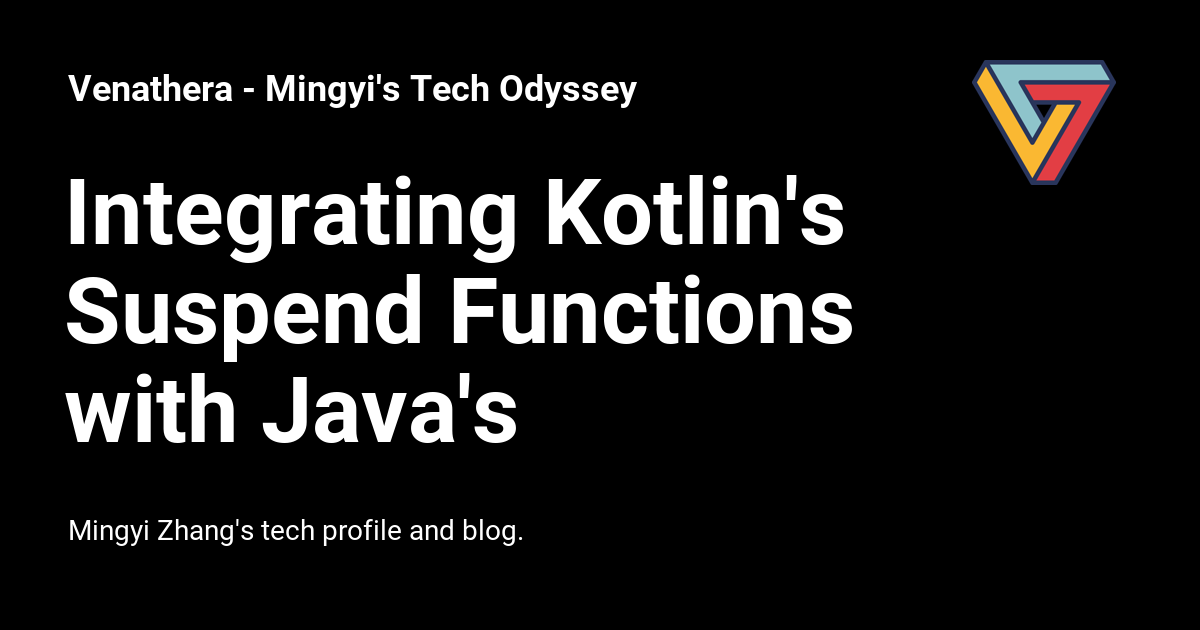 Venathera - Mingyi's Tech Odyssey
Integrating Kotlin's
Suspend Functions
with Java's
Mingyi Zhang's tech profile and blog.